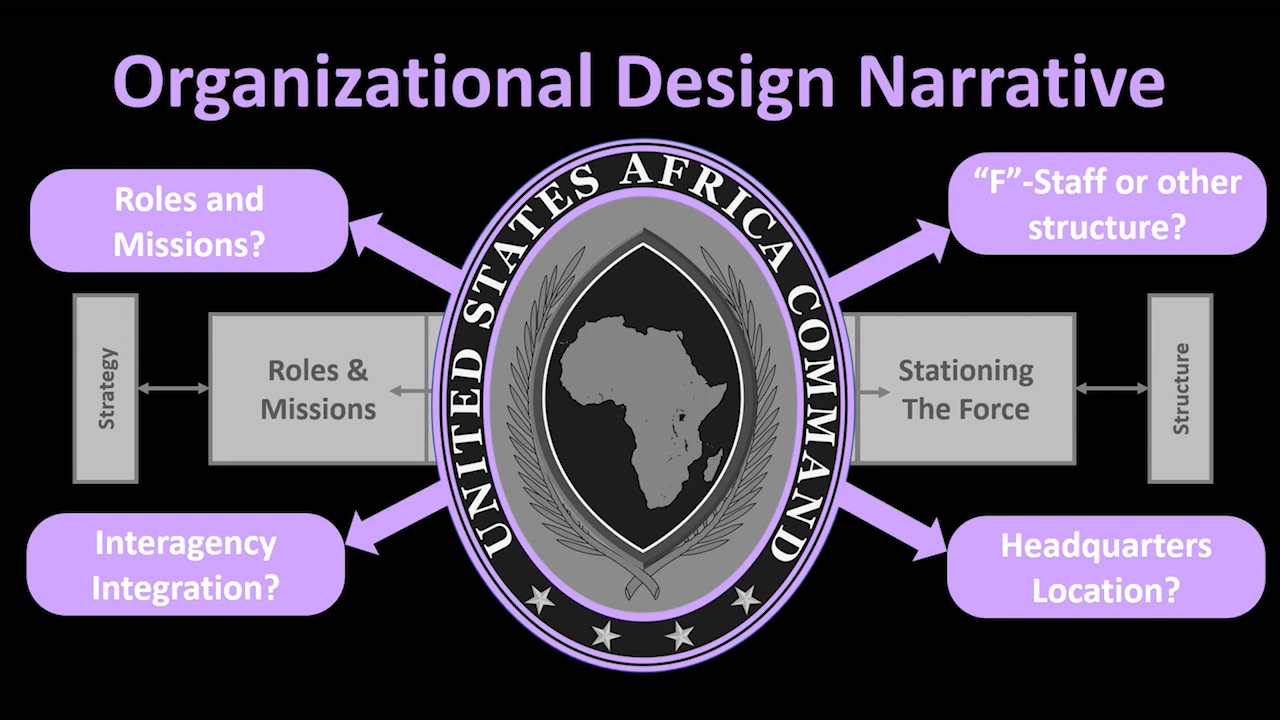 Organizational Design Narrative
Roles and
Missions?
“F”-Staff or other
structure?
UNITED STATES AFRICA COMMAND
Strategy
Roles &
Missions
Stationing
The Force
Structure
Interagency
Integration?
Headquarters
Location?